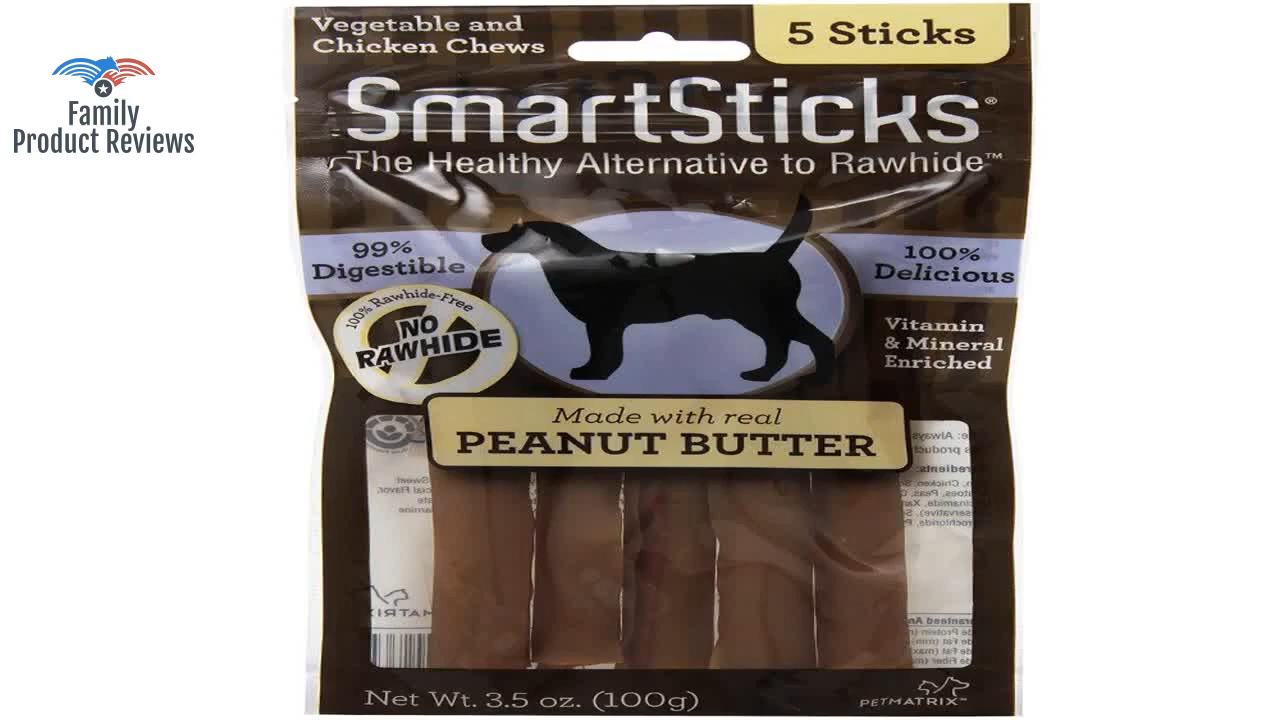 Family
Product Reviews
Vegetable and
Chicken Chews
5 Sticks
SmartSticks®
The Healthy Alternative to Rawhide™
99%
Digestible
100%
Delicious
100% Rawhide-Free
NO
RAWHIDE
Vitamin
& Mineral
Enriched
Made with real
PEANUT BUTTER
Net Wt. 3.5 oz. (100g)
PETMATRIX™